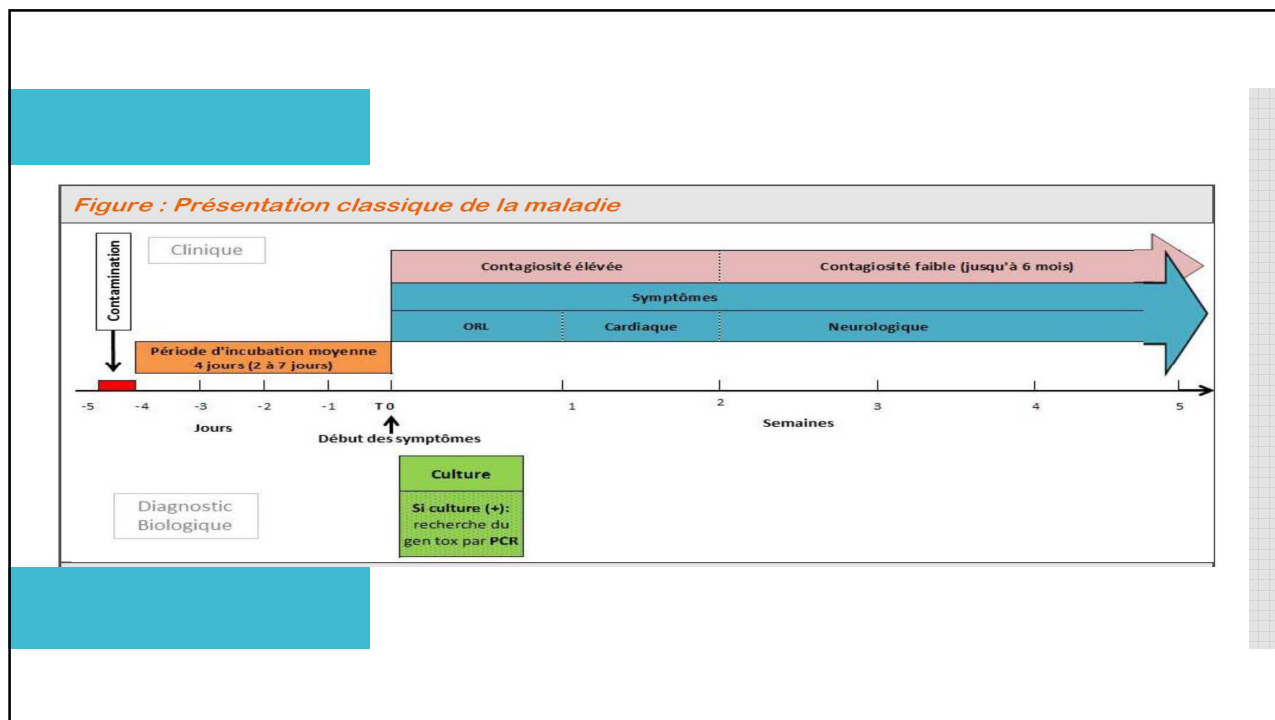 Figure : Présentation classique de la maladie
Contamination
Clinique
Contagiosité élévée
Contagiosité faible (jusqu'à 6 mois)
Symptômes
ORL
Cardiaque
Neurologique
Période d'incubation moyenne
4 jours (2 à 7 jours)
-5 -4 -3 -2 -1 T 0 1 2 3 4 5
Jours
Semaines
Début des symptômes
Culture
Si culture (+):
recherche du
gen tox par PCR
Diagnostic
Biologique